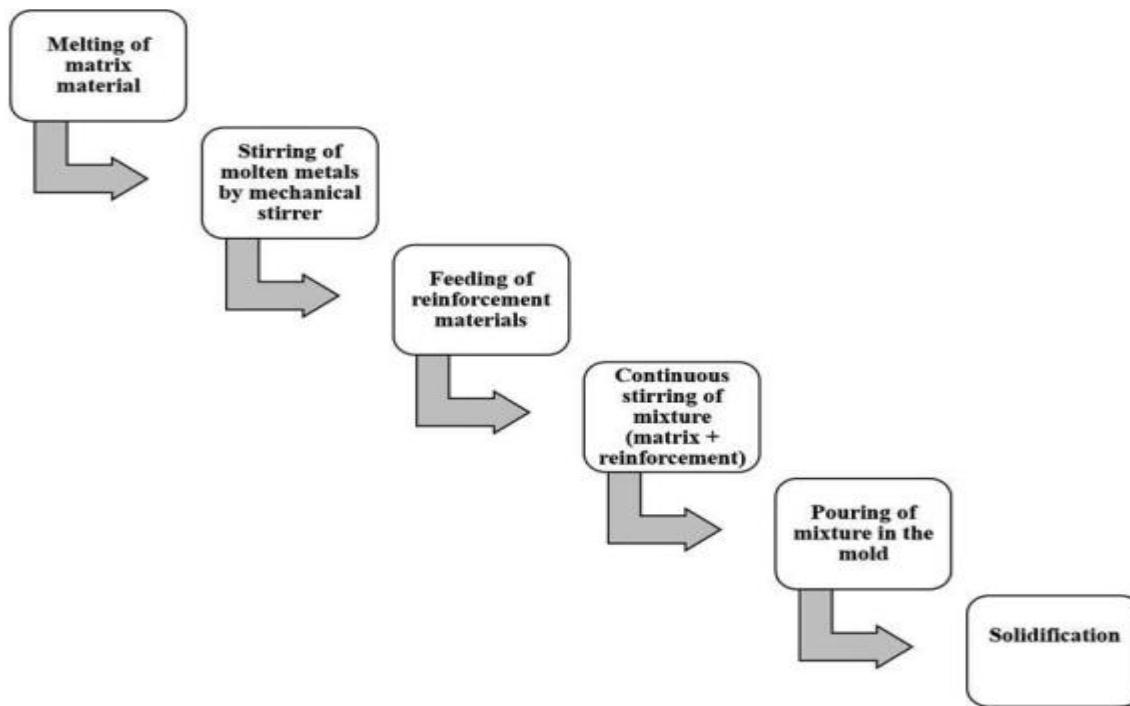 Melting of
matrix
material
Stirring of
molten metals
by mechanical
stirrer
Feeding of
reinforcement
materials
Continuous
stirring of
mixture
(matrix +
reinforcement)
Pouring of
mixture in the
mold
Solidification